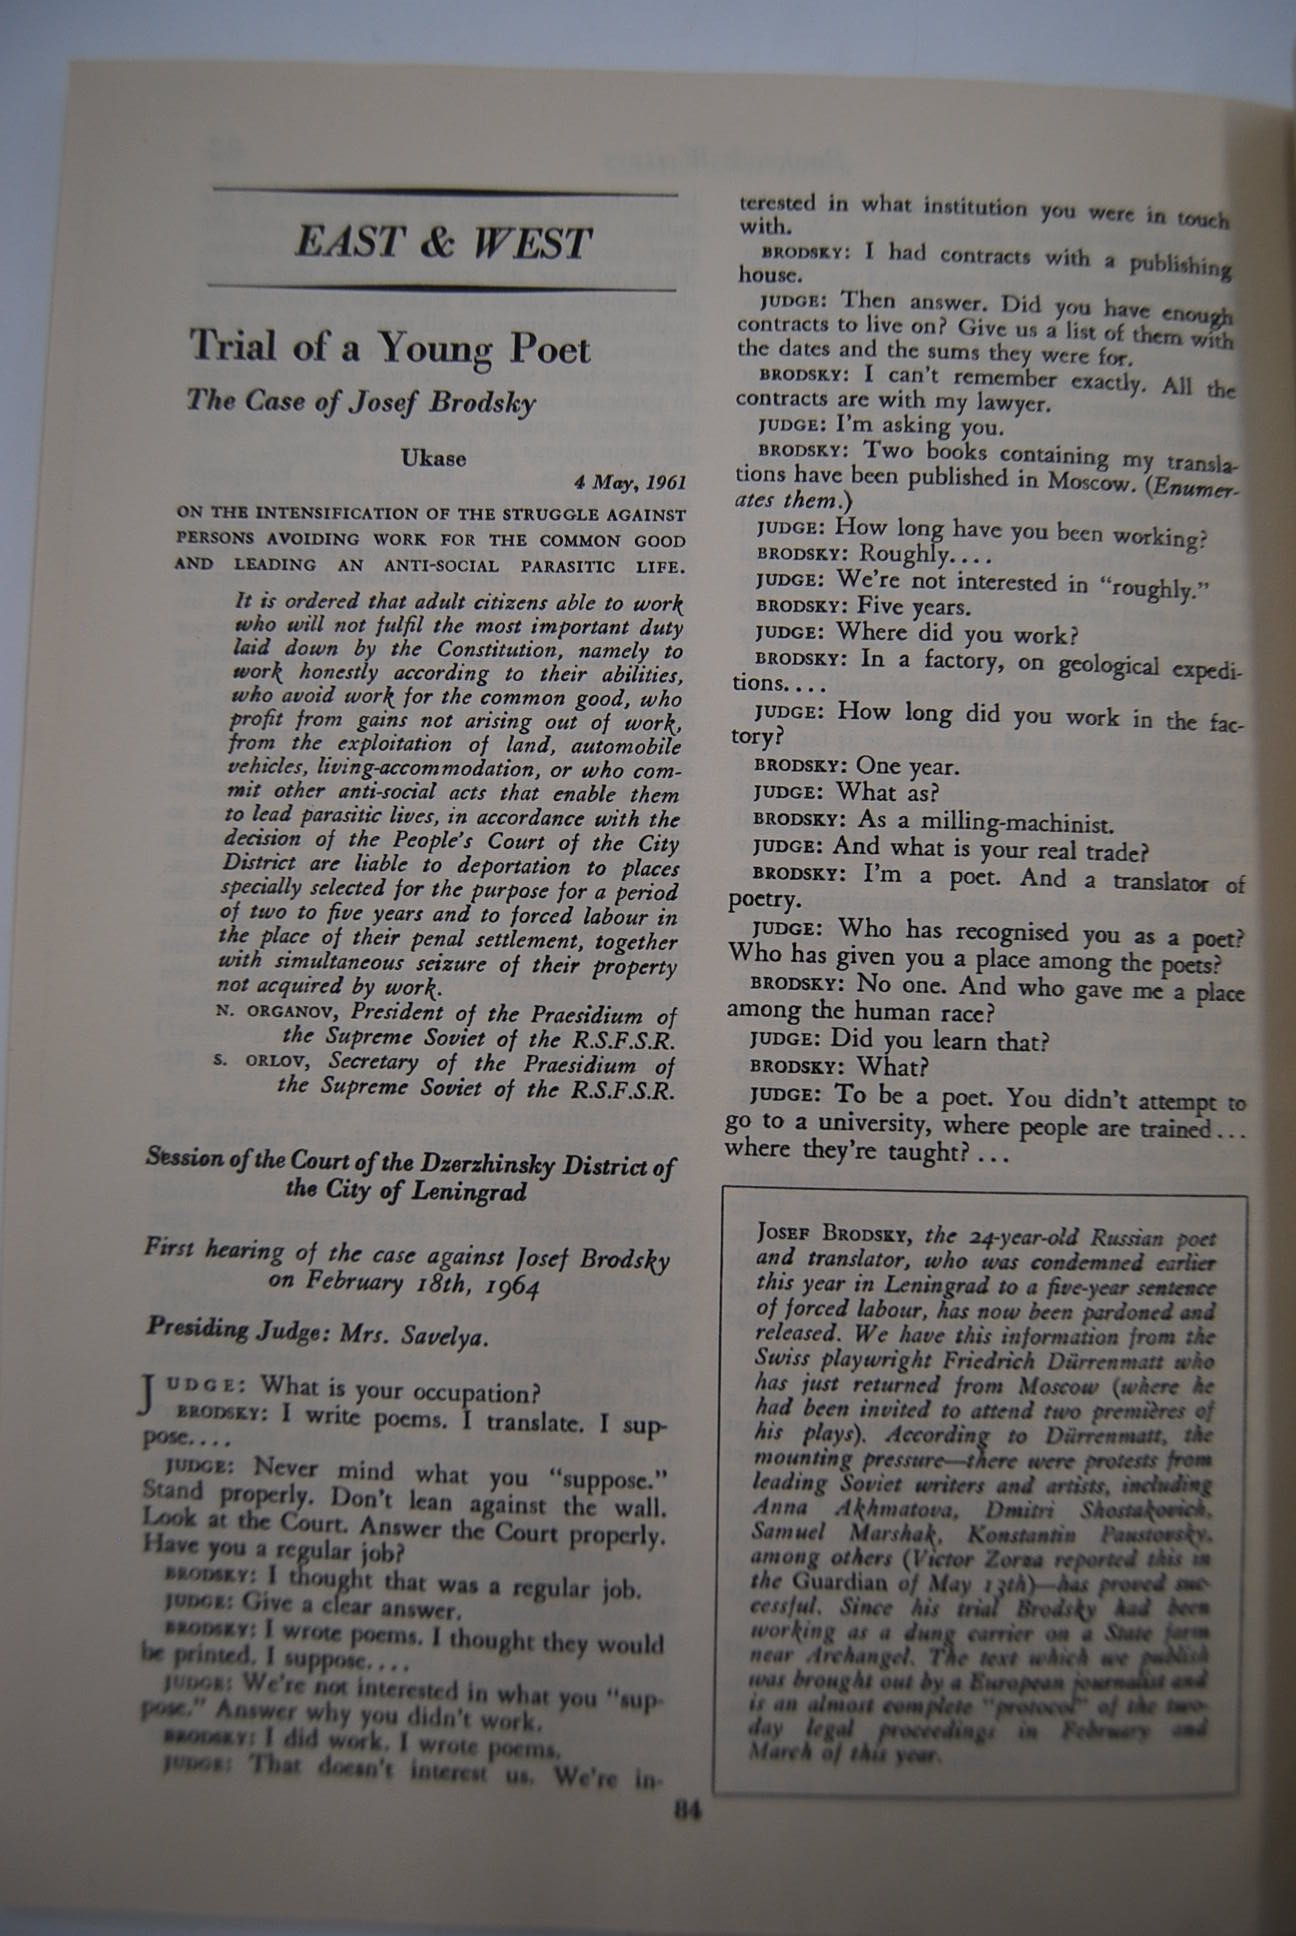 EAST & WEST
Trial of a Young Poet
The Case of Josef Brodsky
Ukase
4 May, 1961
ON THE INTENSIFICATION OF THE STRUGGLE AGAINST
PERSONS AVOIDING WORK FOR THE COMMON GOOD
AND LEADING AN ANTI-SOCIAL PARASITIC LIFE.
It is ordered that adult citizens able to work
who will not fulfil the most important duty
laid down by the Constitution, namely to
work honestly according to their abilities,
who avoid work for the common good, who
profit from gains not arising out of work,
from the exploitation of land, automobile
vehicles, living-accommodation, or who com-
mit other anti-social acts that enable them
to lead parasitic lives, in accordance with the
decision of the People's Court of the City
District are liable to deportation to places
specially selected for the purpose for a period
of two to five years and to forced labour in
the place of their penal settlement, together
with simultaneous seizure of their property
not acquired by work.
N. ORGANOV, President of the Praesidium of
the Supreme Soviet of the R.S.F.S.R.
S. ORLOV, Secretary of the Praesidium of
the Supreme Soviet of the R.S.F.S.R.
Session of the Court of the Dzerzhinsky District of
the City of Leningrad
First hearing of the case against Josef Brodsky
on February 18th, 1964
Presiding Judge: Mrs. Savelya.
JUDGE: What is your occupation?
BRODSKY: I write poems. I translate. I sup-
pose....
JUDGE: Never mind what you "suppose."
Stand properly. Don't lean against the wall.
Look at the Court. Answer the Court properly.
Have you a regular job?
BRODSKY: I thought that was a regular job.
JUDGE: Give a clear answer.
BRODSKY: I wrote poems. I thought they would
be printed. I suppose....
JUDGE: We're not interested in what you "sup-
pose." Answer why you didn't work.
BRODSKY: I did work. I wrote poems.
JUDGE: That doesn't interest us. We're in-
terested in what institution you were in touch
with.
BRODSKY: I had contracts with a publishing
house.
JUDGE: Then answer. Did you have enough
contracts to live on? Give us a list of them with
the dates and the sums they were for.
BRODSKY: I can't remember exactly. All the
contracts are with my lawyer.
JUDGE: I'm asking you.
BRODSKY: Two books containing my transla-
tions have been published in Moscow. (Enumer-
ates them.)
JUDGE: How long have you been working?
BRODSKY: Roughly....
JUDGE: We're not interested in "roughly."
BRODSKY: Five years.
JUDGE: Where did you work?
BRODSKY: In a factory, on geological expedi-
tions....
JUDGE: How long did you work in the fac-
tory?
BRODSKY: One year.
JUDGE: What as?
BRODSKY: As a milling-machinist.
JUDGE: And what is your real trade?
BRODSKY: I'm a poet. And a translator of
poetry.
JUDGE: Who has recognised you as a poet?
Who has given you a place among the poets?
BRODSKY: No one. And who gave me a place
among the human race?
JUDGE: Did you learn that?
BRODSKY: What?
JUDGE: To be a poet. You didn't attempt to
go to a university, where people are trained...
where they're taught? ...
JOSEF BRODSKY, the 24-year-old Russian poet
and translator, who was condemned earlier
this year in Leningrad to a five-year sentence
of forced labour, has now been pardoned and
released. We have this information from the
Swiss playwright Friedrich Dürrenmatt who
has just returned from Moscow (where he
had been invited to attend two premières of
his plays). According to Dürrenmatt, the
mounting pressure—there were protests from
leading Soviet writers and artists, including
Anna Akhmatova, Dmitri Shostakovich,
Samuel Marshak, Konstantin Paustovsky,
among others (Victor Zorza reported this in
the Guardian of May 13th)—has proved suc-
cessful. Since his trial Brodsky had been
working as a dung carrier on a State farm
near Archangel. The text which we publish
was brought out by a European journalist and
is an almost complete "protocol" of the two-
day legal proceedings in February and
March of this year.
84